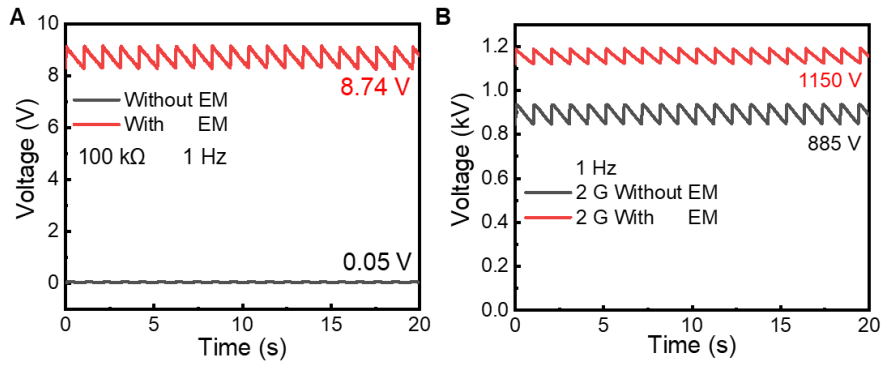 A
10
8
6
4
2
0
Voltage (V)
8.74 V
Without EM
With EM
100 kΩ 1 Hz
0.05 V
0 5 10 15 20
Time (s)
B
1.2
1.0
0.8
0.6
0.4
0.2
0.0
Voltage (kV)
1150 V
885 V
1 Hz
2 G Without EM
2 G With EM
0 5 10 15 20
Time (s)